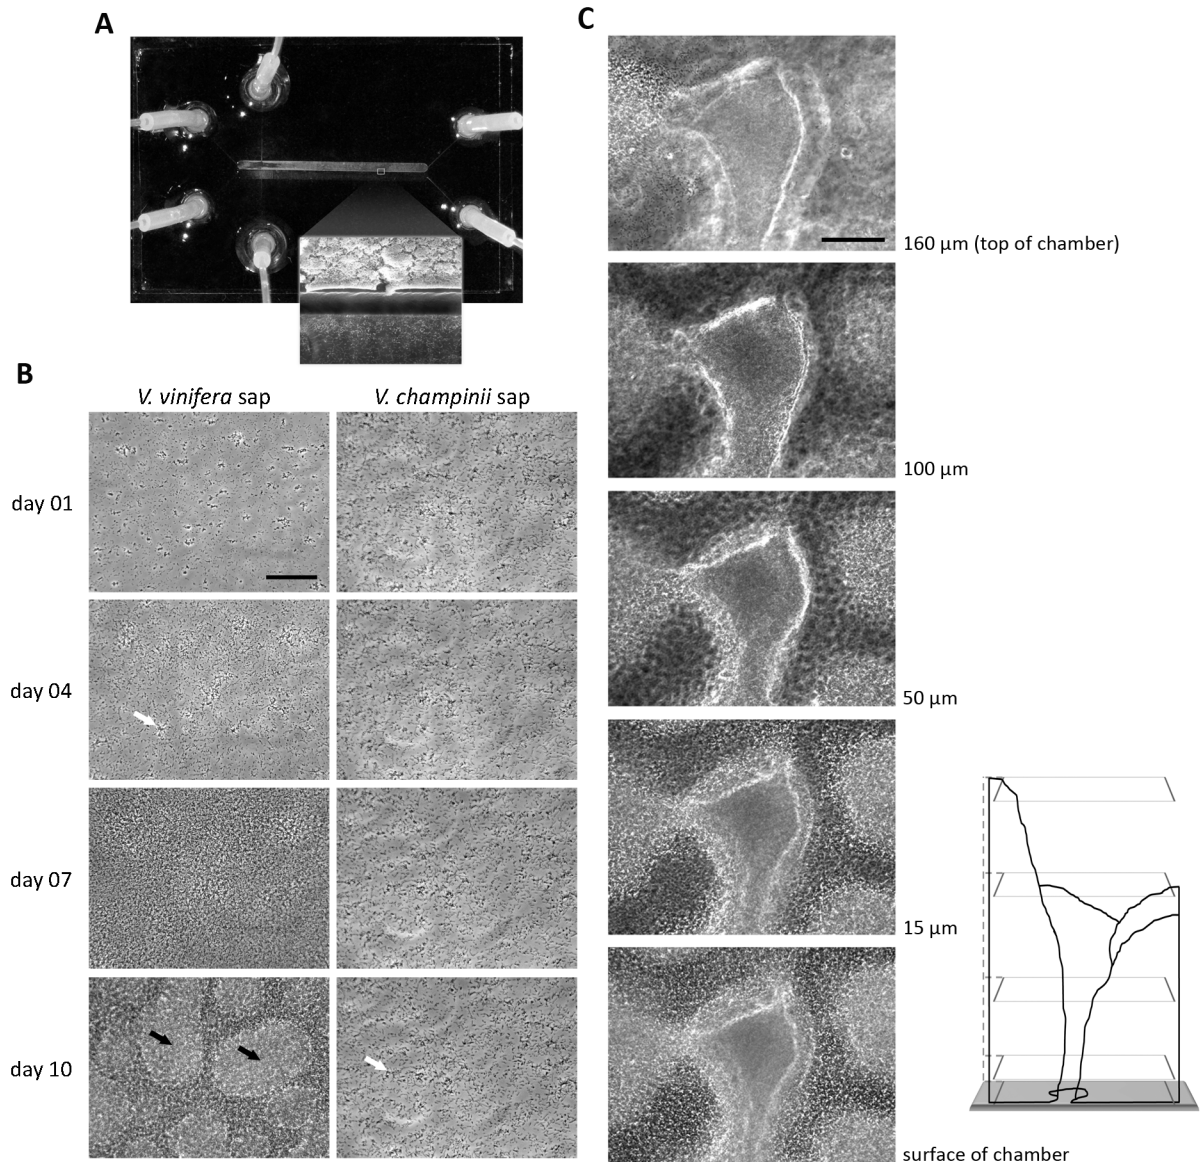 A
B
V. vinifera sap
V. champinii sap
day 01
day 04
day 07
day 10
C
160 µm (top of chamber)
100 µm
50 µm
15 µm
surface of chamber